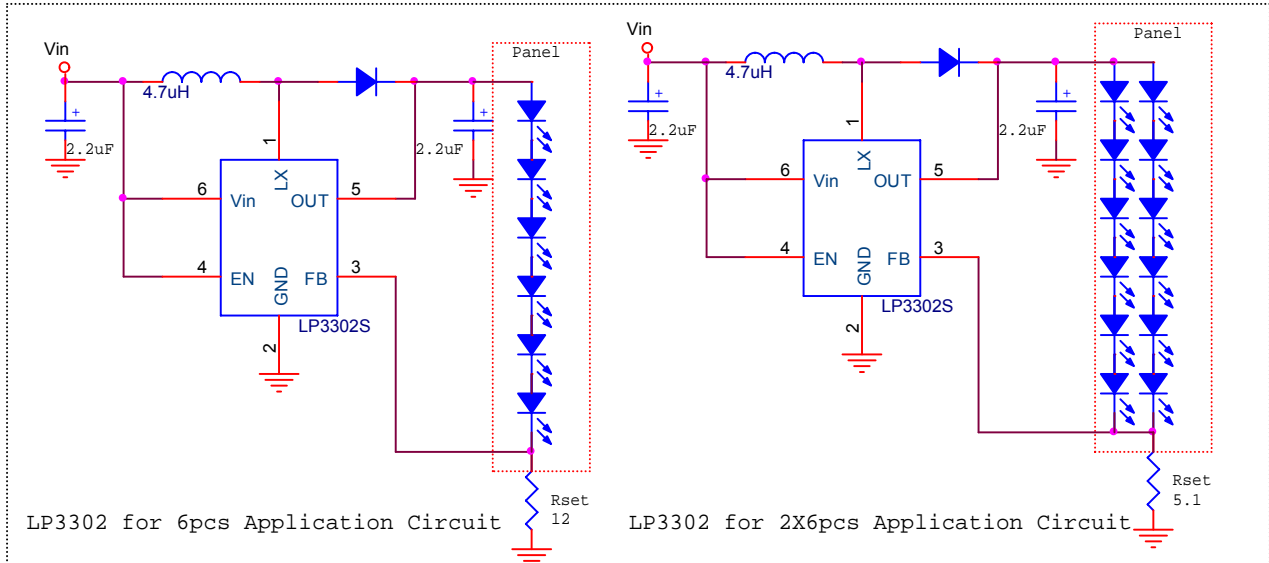 Vin
4.7uH
+
2.2uF
+
2.2uF
Panel
1
LX
6
Vin
OUT
5
4
EN
GND
FB
3
LP3302S
2
Rset
12
LP3302 for 6pcs Application Circuit
Vin
4.7uH
+
2.2uF
+
2.2uF
Panel
1
LX
6
Vin
OUT
5
4
EN
GND
FB
3
LP3302S
2
Rset
5.1
LP3302 for 2X6pcs Application Circuit